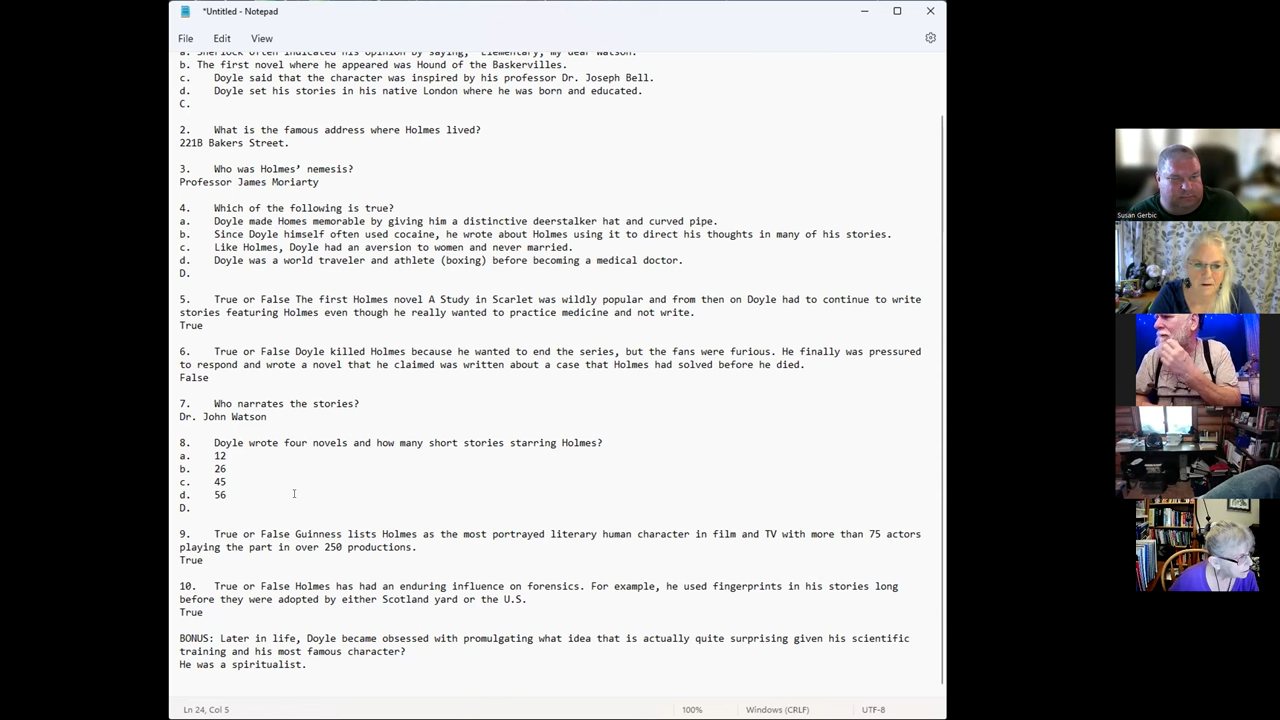 *Untitled - Notepad
File Edit View
a. Sherlock often indicated his opinion by saying, "Elementary, my dear Watson.
b. The first novel where he appeared was Hound of the Baskervilles.
c. Doyle said that the character was inspired by his professor Dr. Joseph Bell.
d. Doyle set his stories in his native London where he was born and educated.
C.
2. What is the famous address where Holmes lived?
221B Bakers Street.
3. Who was Holmes’ nemesis?
Professor James Moriarty
4. Which of the following is true?
a. Doyle made Homes memorable by giving him a distinctive deerstalker hat and curved pipe.
b. Since Doyle himself often used cocaine, he wrote about Holmes using it to direct his thoughts in many of his stories.
c. Like Holmes, Doyle had an aversion to women and never married.
d. Doyle was a world traveler and athlete (boxing) before becoming a medical doctor.
D.
5. True or False The first Holmes novel A Study in Scarlet was wildly popular and from then on Doyle had to continue to write
stories featuring Holmes even though he really wanted to practice medicine and not write.
True
6. True or False Doyle killed Holmes because he wanted to end the series, but the fans were furious. He finally was pressured
to respond and wrote a novel that he claimed was written about a case that Holmes had solved before he died.
False
7. Who narrates the stories?
Dr. John Watson
8. Doyle wrote four novels and how many short stories starring Holmes?
a. 12
b. 26
c. 45
d. 56
D.
9. True or False Guinness lists Holmes as the most portrayed literary human character in film and TV with more than 75 actors
playing the part in over 250 productions.
True
10. True or False Holmes has had an enduring influence on forensics. For example, he used fingerprints in his stories long
before they were adopted by either Scotland yard or the U.S.
True
BONUS: Later in life, Doyle became obsessed with promulgating what idea that is actually quite surprising given his scientific
training and his most famous character?
He was a spiritualist.
Ln 24, Col 5 100% Windows (CRLF) UTF-8
Susan Gerbic